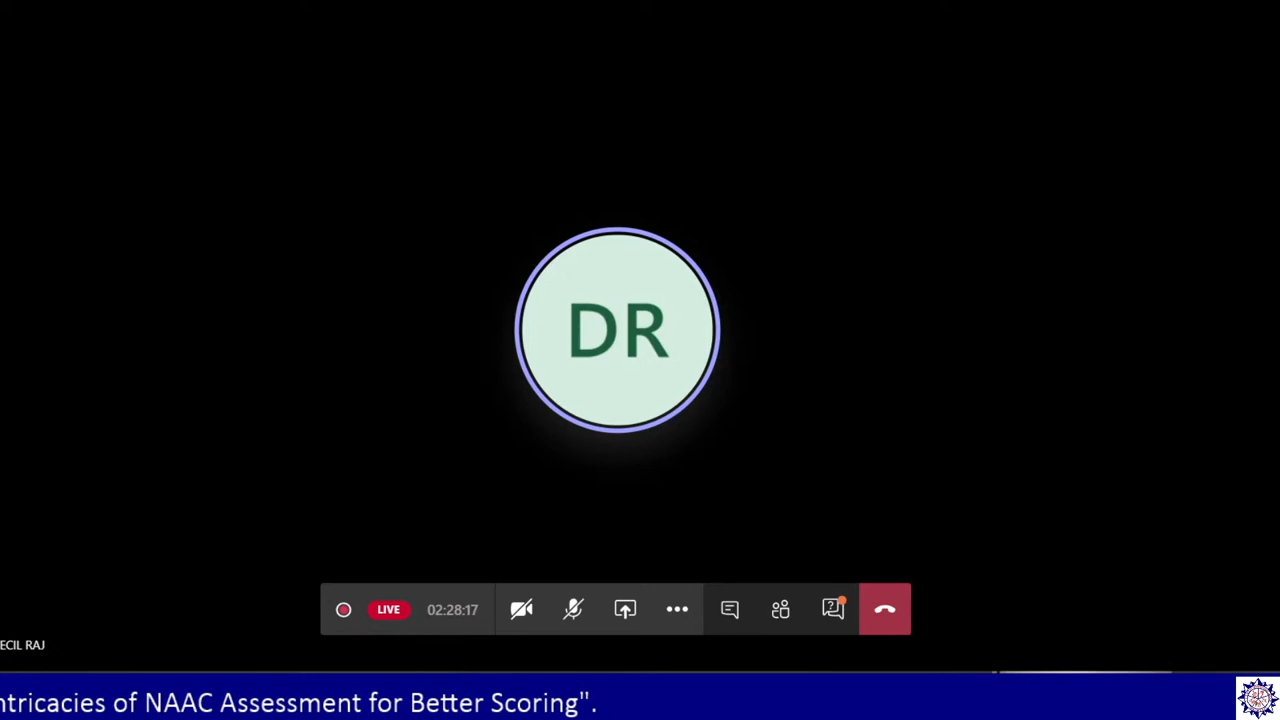 DR
LIVE 02:28:17
ECIL RAJ
ntricacies of NAAC Assessment for Better Scoring".